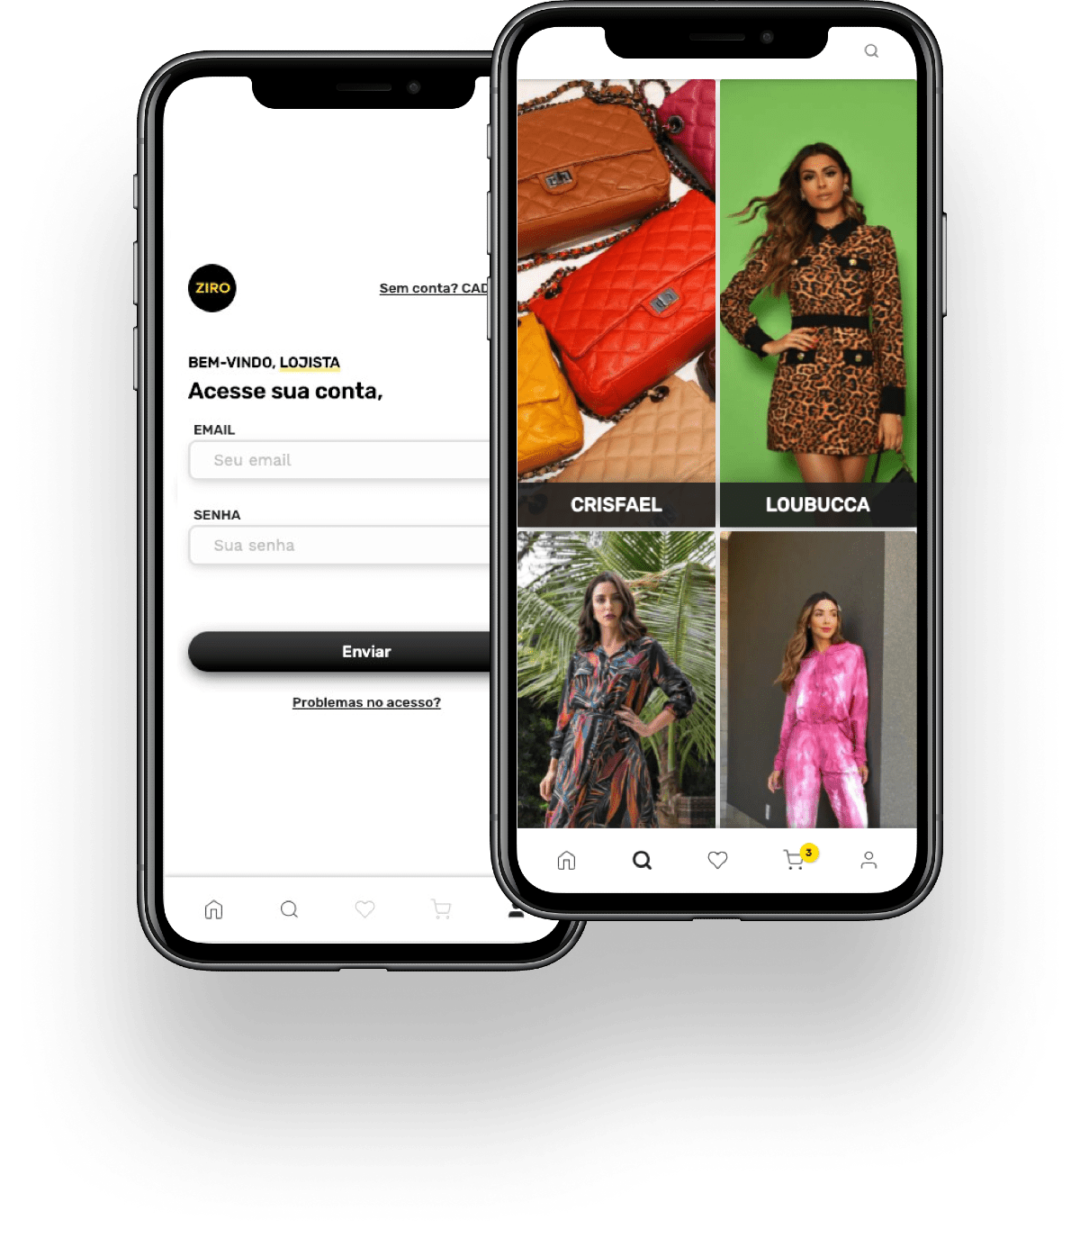 ZIRO
Sem conta? CAD
BEM-VINDO, LOJISTA
Acesse sua conta,
EMAIL
Seu email
SENHA
Sua senha
Enviar
Problemas no acesso?
CRISFAEL
LOUBUCCA
3